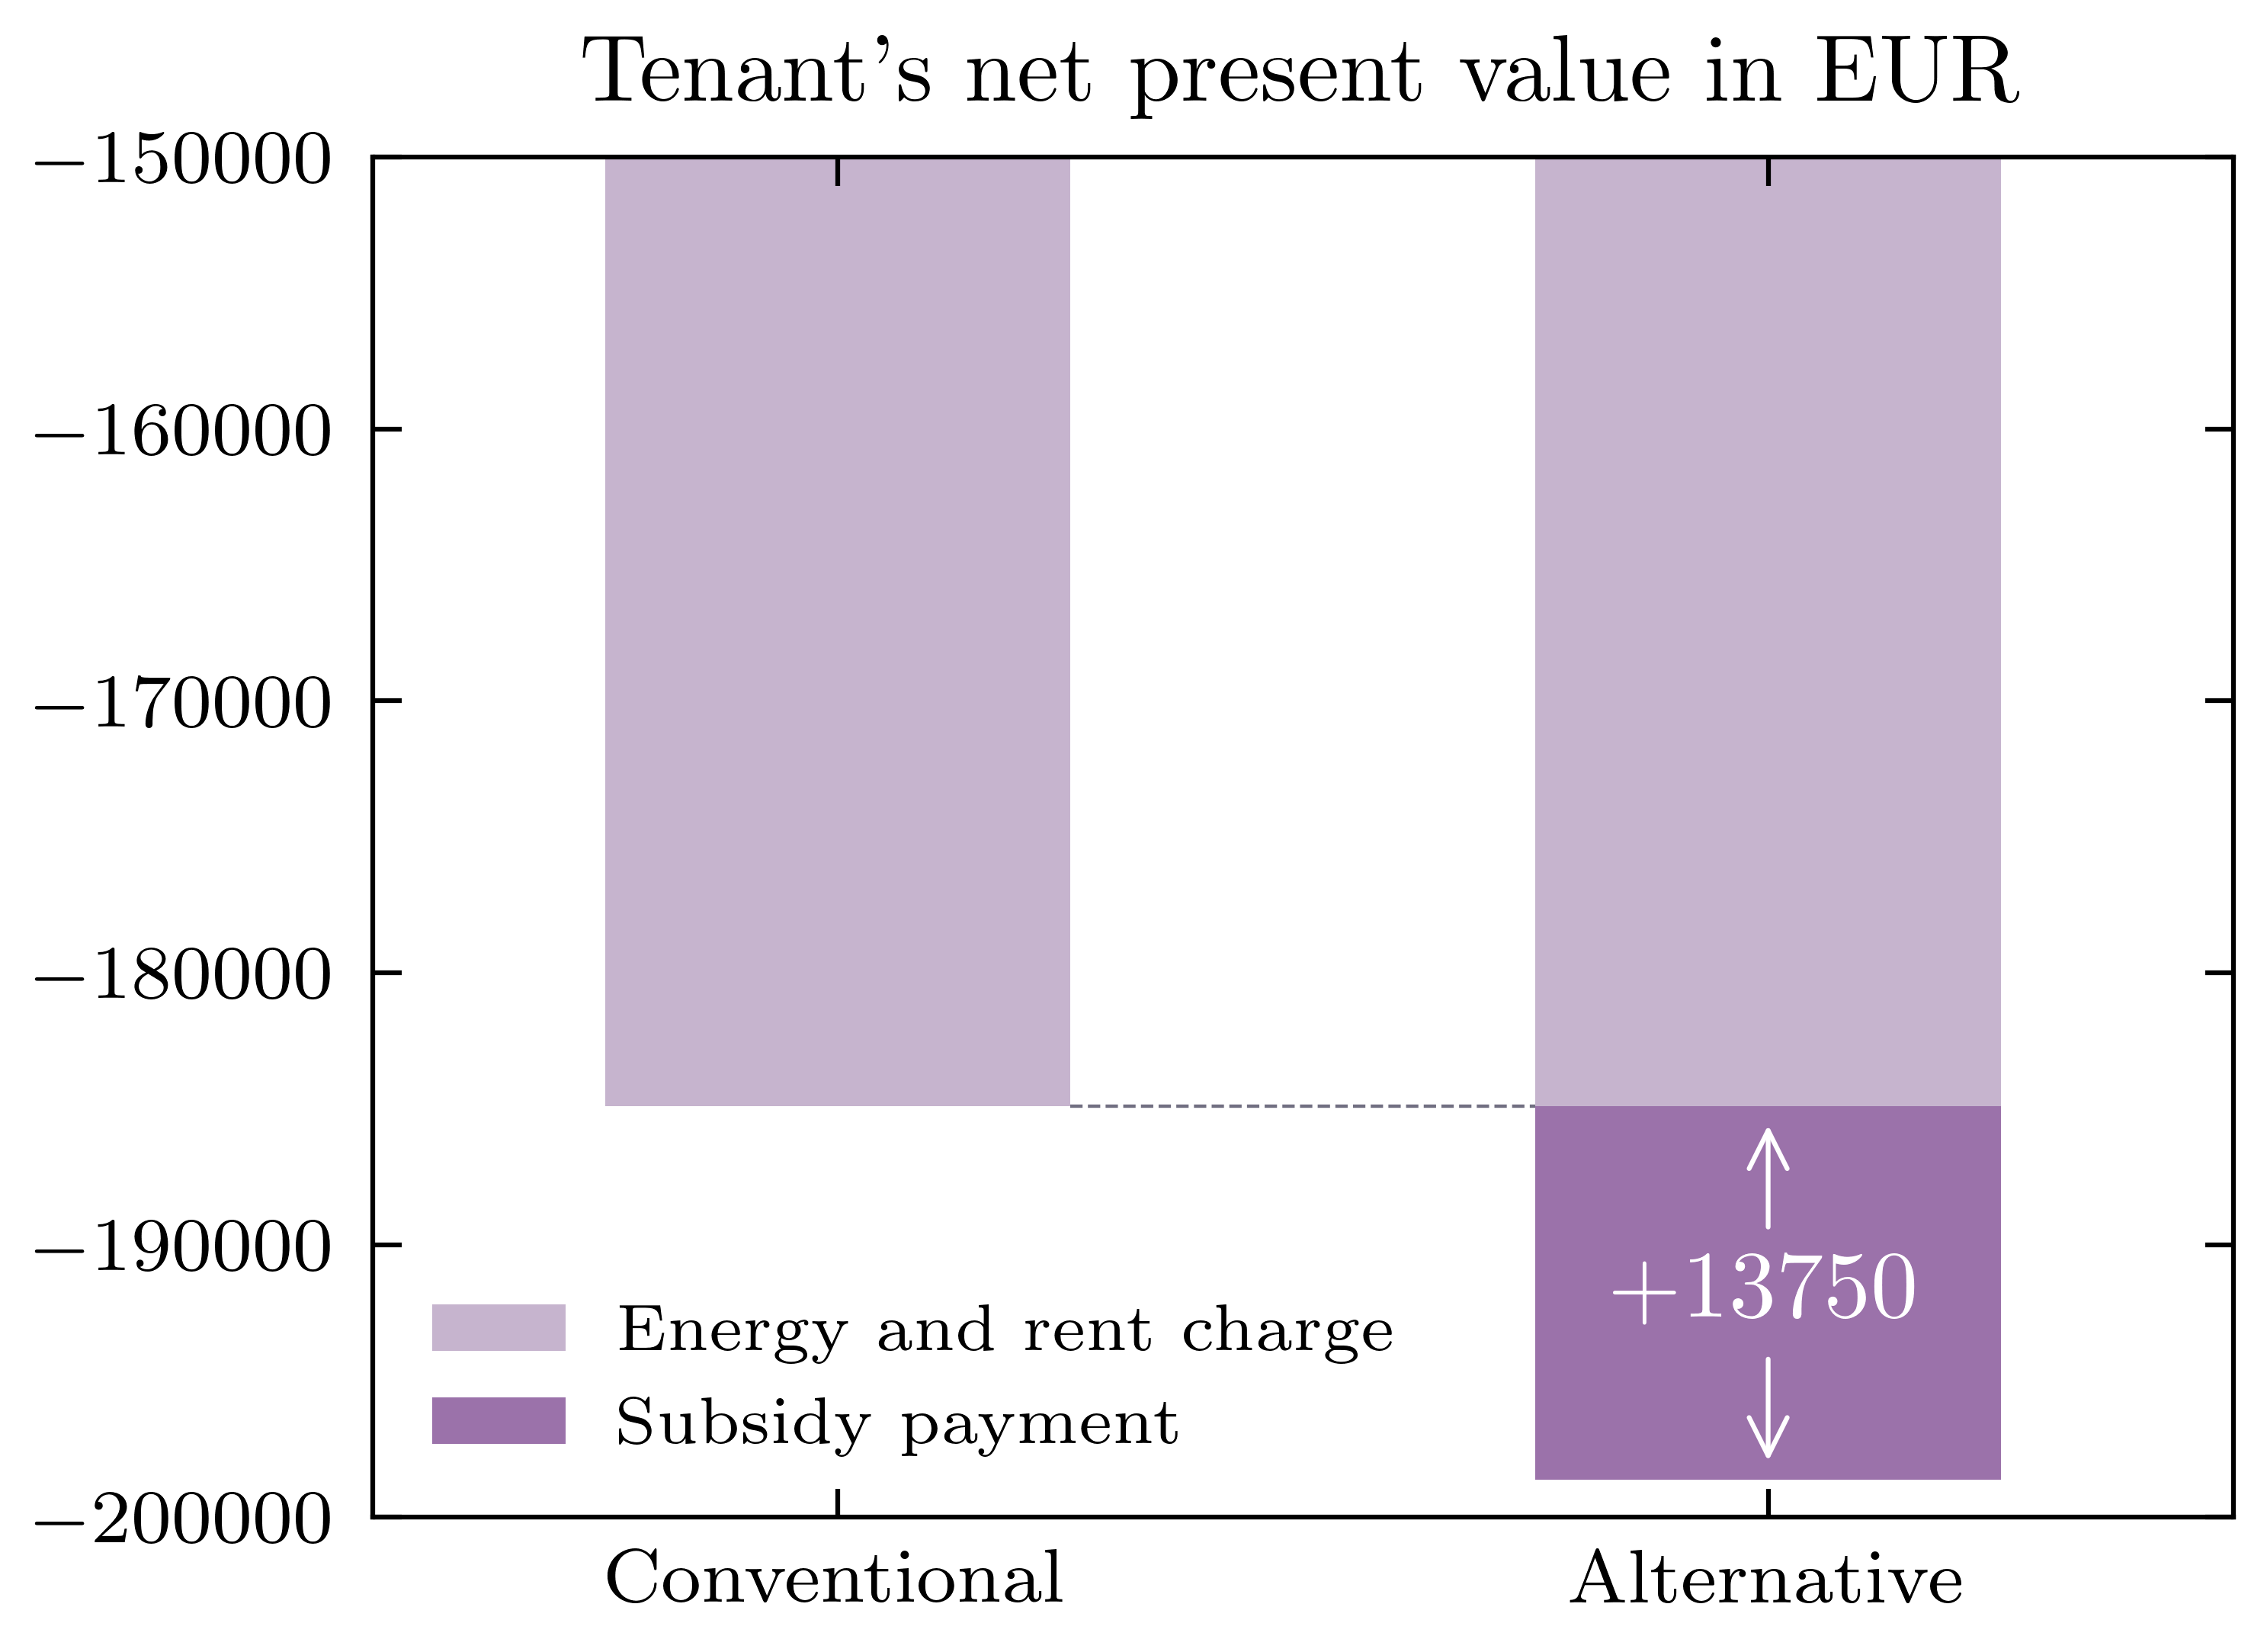 Tenant’s net present value in EUR
−150000
−160000
−170000
−180000
−190000
−200000
+13750
Energy and rent charge
Subsidy payment
Conventional
Alternative